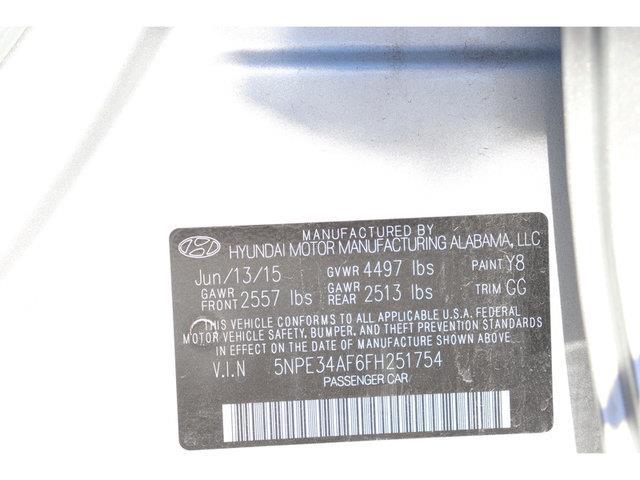 MANUFACTURED BY
HYUNDAI MOTOR MANUFACTURING ALABAMA, LLC
Jun/13/15 GVWR 4497 lbs PAINT Y8
GAWR FRONT 2557 lbs GAWR REAR 2513 lbs TRIM GG
THIS VEHICLE CONFORMS TO ALL APPLICABLE U.S.A. FEDERAL
MOTOR VEHICLE SAFETY, BUMPER, AND THEFT PREVENTION STANDARDS
IN EFFECT ON THE DATE OF MANUFACTURE SHOWN ABOVE.
V.I.N 5NPE34AF6FH251754
PASSENGER CAR